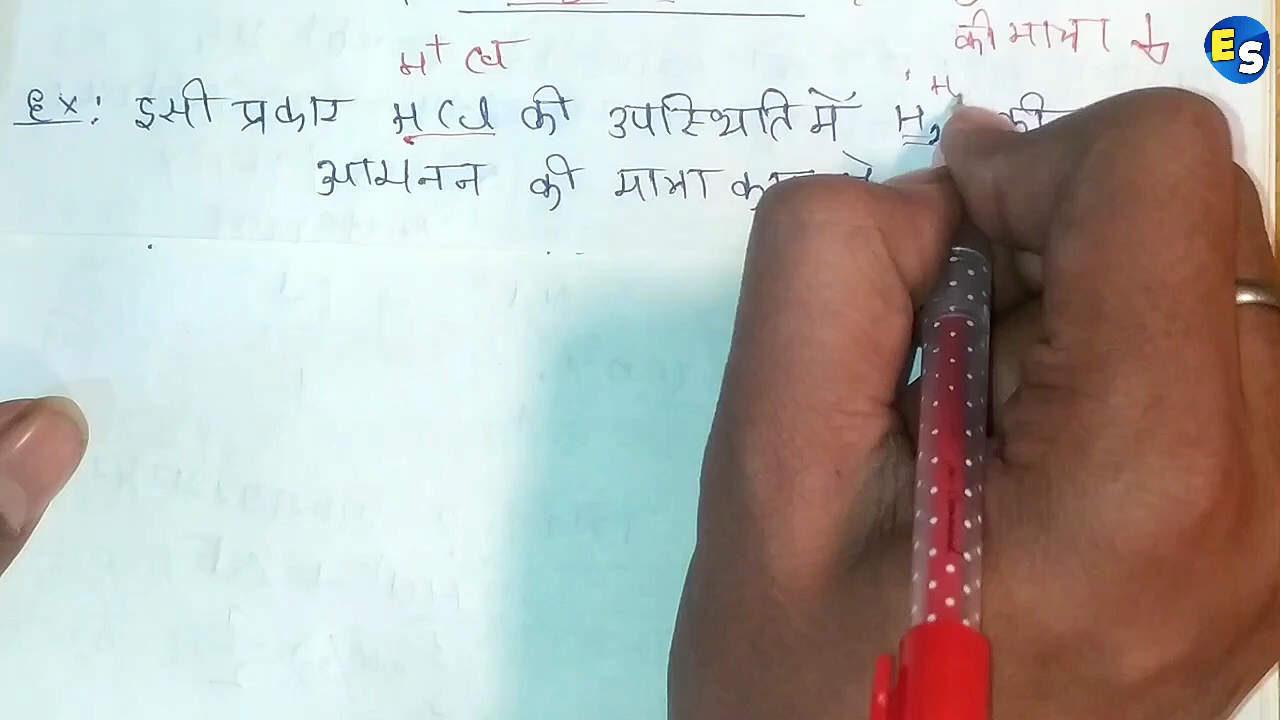 की मात्रा ↓
H⁺ Cl⁻
Ex: इसी प्रकार HCl की उपस्थिति में H₂ की
H
आयनन की मात्रा
ES